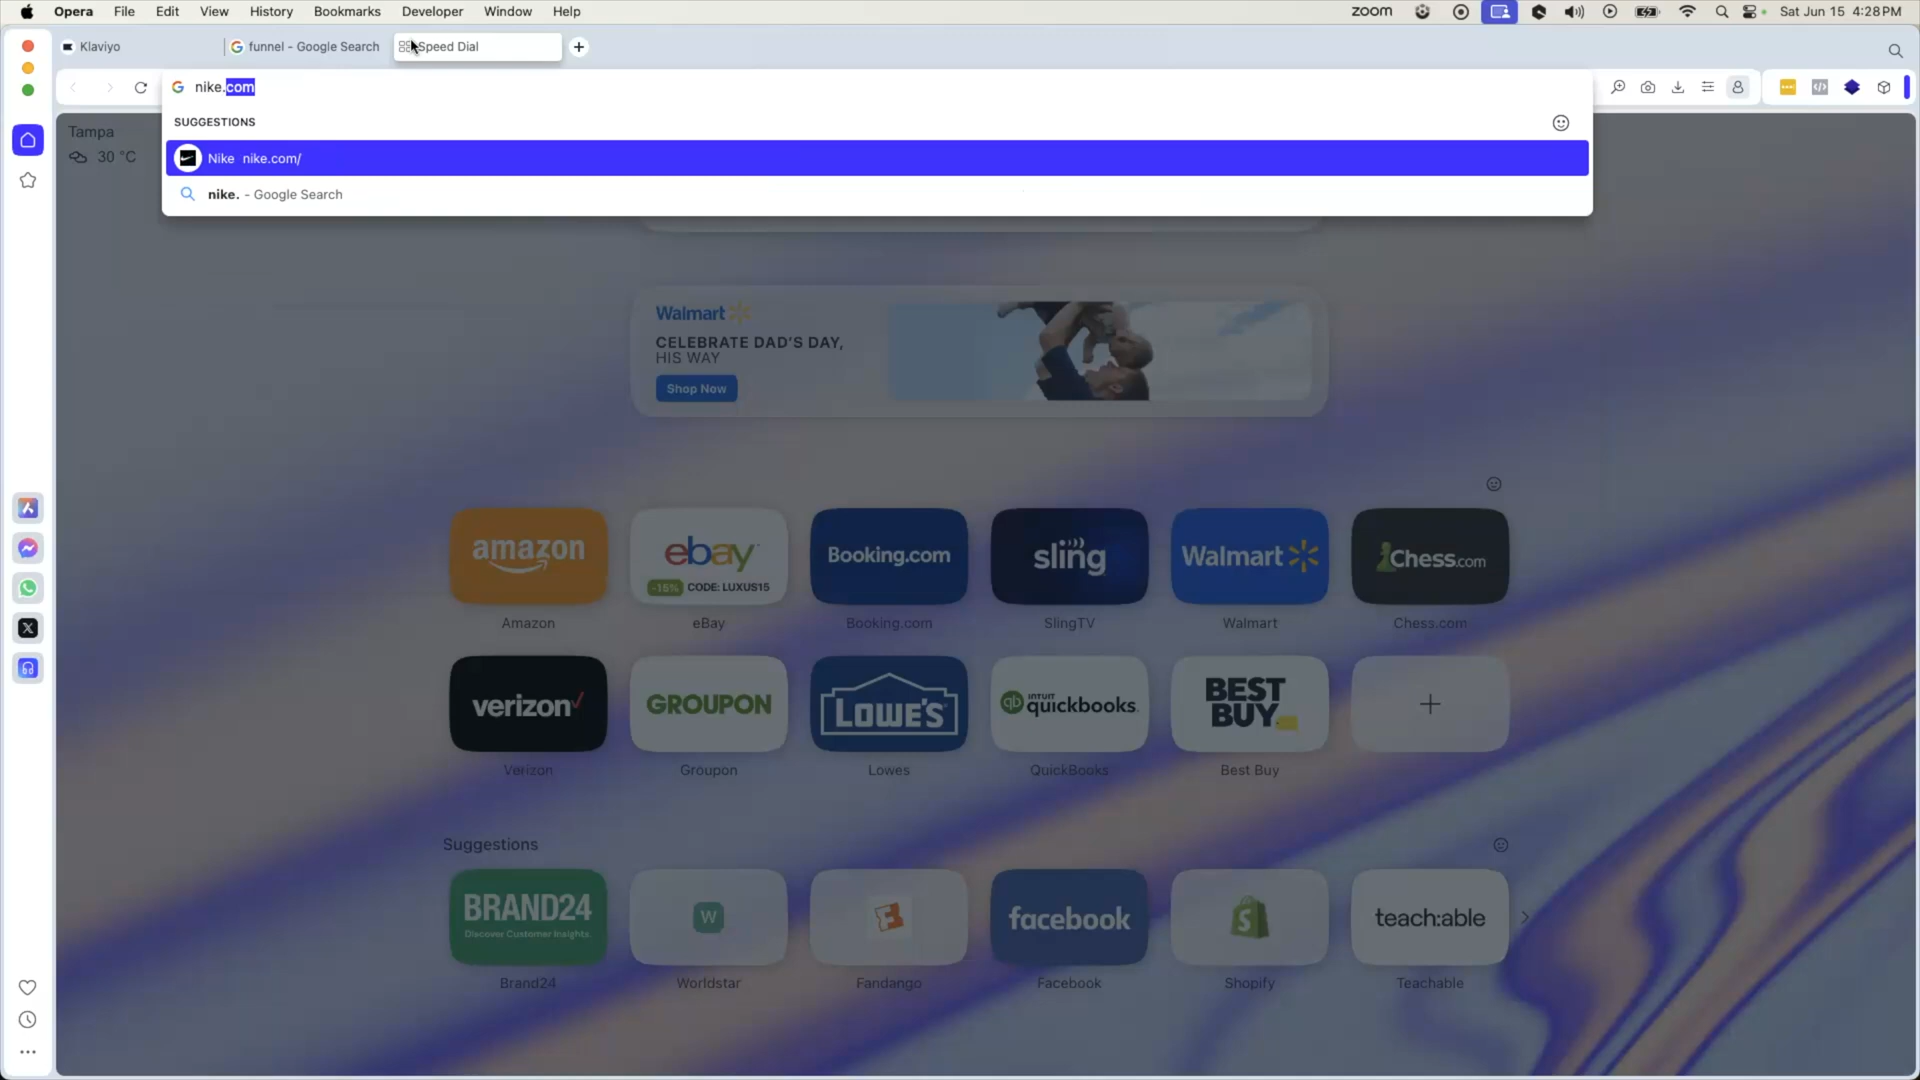 Opera File Edit View History Bookmarks Developer Window Help zoom Sat Jun 15 4:28 PM
Klaviyo funnel - Google Search Speed Dial +
nike.com
SUGGESTIONS
Nike nike.com/
nike. - Google Search
Tampa
30 °C
Walmart
CELEBRATE DAD'S DAY,
HIS WAY
Shop Now
amazon ebay Booking.com sling Walmart Chess.com
-15% CODE: LUXUS15
Amazon eBay Booking.com SlingTV Walmart Chess.com
verizon GROUPON LOWE'S qb intuit quickbooks. BEST BUY
Verizon Groupon Lowes QuickBooks Best Buy
Suggestions
BRAND24 W facebook S teach:able
Discover Customer Insights.
Brand24 Worldstar Fandango Facebook Shopify Teachable